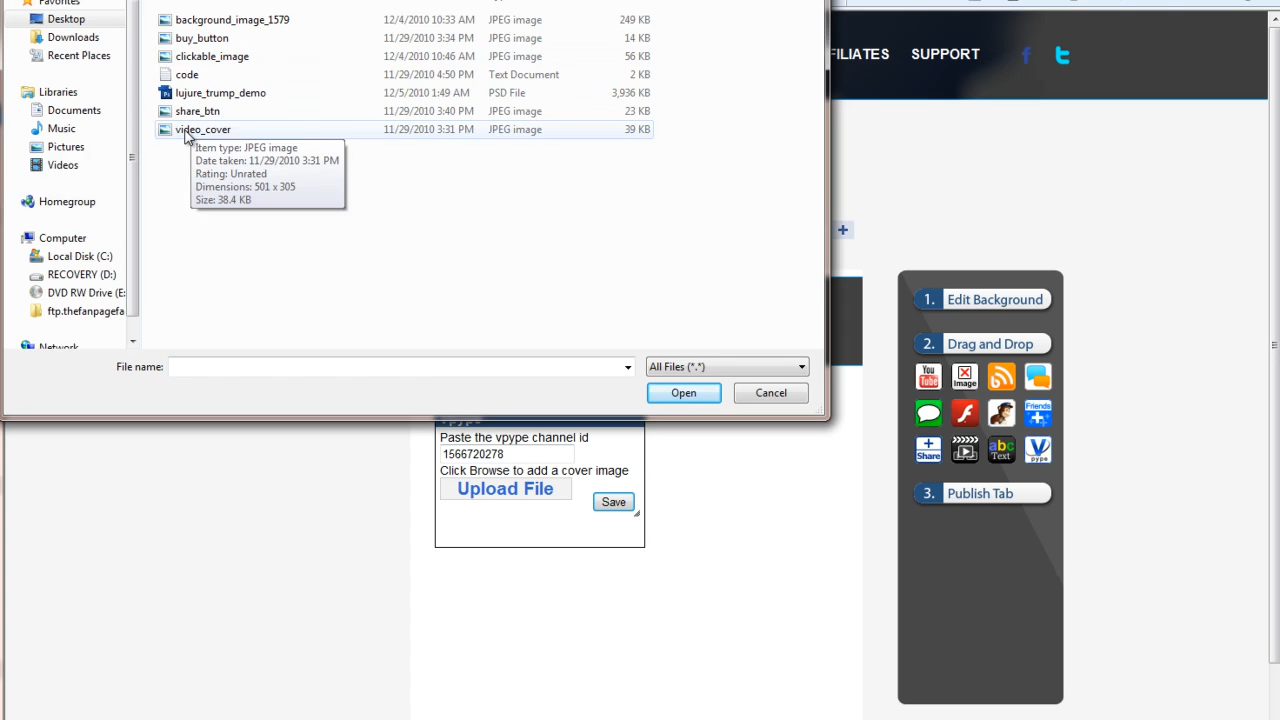 Favorites
Desktop
Downloads
Recent Places
Libraries
Documents
Music
Pictures
Videos
Homegroup
Computer
Local Disk (C:)
RECOVERY (D:)
DVD RW Drive (E:
ftp.thefanpagefa
Network
background_image_1579 12/4/2010 10:33 AM JPEG image 249 KB
buy_button 11/29/2010 3:34 PM JPEG image 14 KB
clickable_image 12/4/2010 10:46 AM JPEG image 56 KB
code 11/29/2010 4:50 PM Text Document 2 KB
lujure_trump_demo 12/5/2010 1:49 AM PSD File 3,936 KB
share_btn 11/29/2010 3:40 PM JPEG image 23 KB
video_cover 11/29/2010 3:31 PM JPEG image 39 KB
Item type: JPEG image
Date taken: 11/29/2010 3:31 PM
Rating: Unrated
Dimensions: 501 x 305
Size: 38.4 KB
File name: All Files (*.*)
Open Cancel
FILIATES SUPPORT
Paste the vpype channel id
1566720278
Click Browse to add a cover image
Upload File
Save
1. Edit Background
2. Drag and Drop
You Tube
Image
Friends
Share
abc Text
V pype
3. Publish Tab